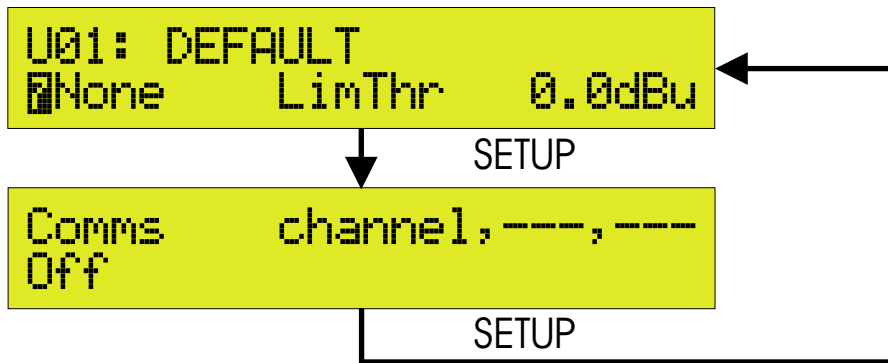 U01: DEFAULT
None LimThr 0.0dBu
SETUP
Comms channel,---,---
Off
SETUP